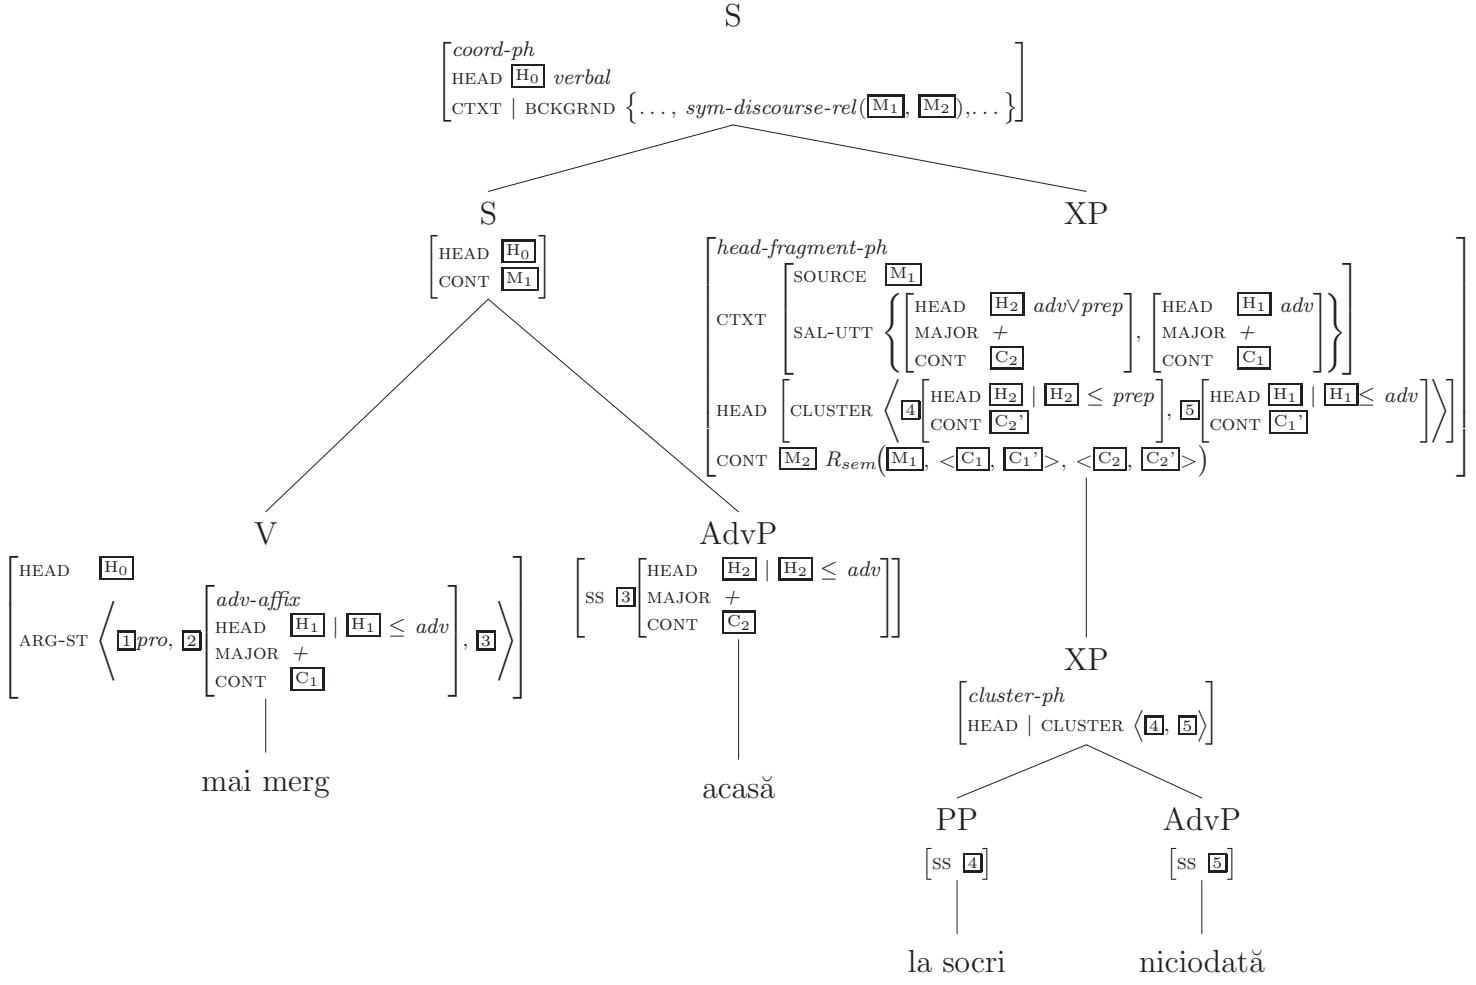 S
coord-ph
HEAD H₀ verbal
CTXT | BCKGRND {..., sym-discourse-rel(M₁, M₂),...}
S
HEAD H₀
CONT M₁
XP
head-fragment-ph
CTXT
SOURCE M₁
SAL-UTT
HEAD H₂ adv∨prep
MAJOR +
CONT C₂
,
HEAD H₁ adv
MAJOR +
CONT C₁
HEAD
CLUSTER
4
HEAD H₂ | H₂ ≤ prep
CONT C₂'
,
5
HEAD H₁ | H₁ ≤ adv
CONT C₁'
CONT M₂ R_sem(M₁, <C₁, C₁'>, <C₂, C₂'>)
V
HEAD H₀
ARG-ST ⟨ 1 pro, 2
adv-affix
HEAD H₁ | H₁ ≤ adv
MAJOR +
CONT C₁
, 3 ⟩
mai merg
AdvP
SS 3
HEAD H₂ | H₂ ≤ adv
MAJOR +
CONT C₂
acasă
XP
cluster-ph
HEAD | CLUSTER ⟨4, 5⟩
PP
[SS 4]
la socri
AdvP
[SS 5]
niciodată